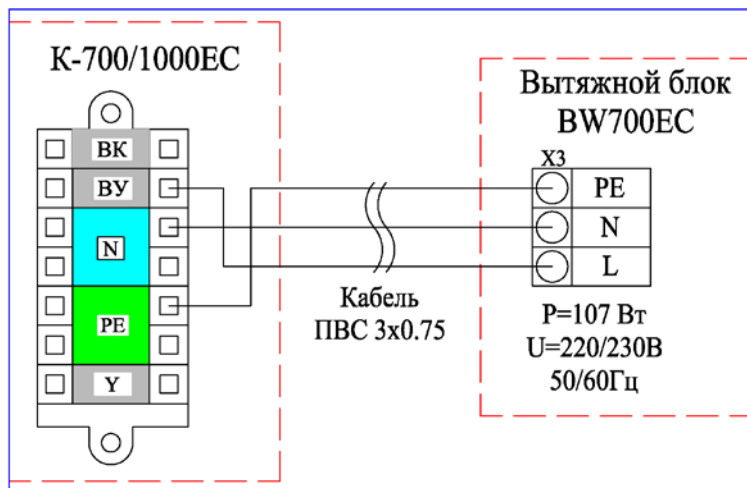 К-700/1000ЕС
ВК
ВУ
N
PE
Y
Кабель
ПВС 3х0.75
Вытяжной блок
BW700EC
X3
PE
N
L
P=107 Вт
U=220/230В
50/60Гц